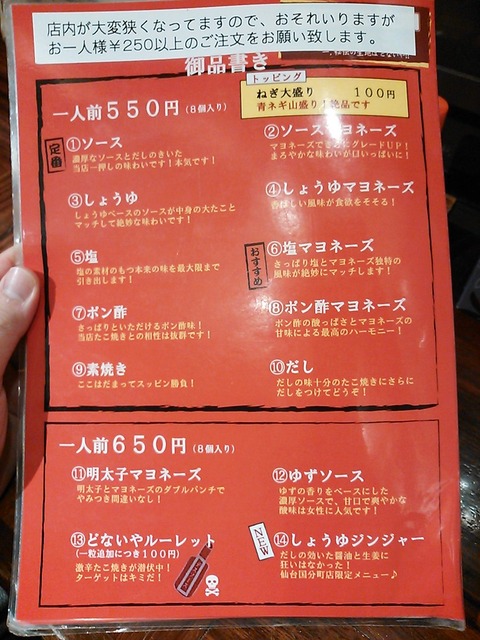 店内が大変狭くなってますので、おそれいりますが
お一人様¥250以上のご注文をお願い致します。
御品書き
トッピング
ねぎ大盛り 100円
青ネギ山盛り!絶品です
一人前550円(8個入り)
定番
①ソース
濃厚なソースとだしのきいた
当店一押しの味わいです!本気です!
②ソースマヨネーズ
マヨネーズでさらにグレードUP!
まろやかな味わいが口いっぱいに!
③しょうゆ
しょうゆベースのソースが中身の大たこと
マッチして絶妙な味わいです!
④しょうゆマヨネーズ
香ばしい風味が食欲をそそる!
⑤塩
塩の素材のもつ本来の味を最大限まで
引き出します!
おすすめ
⑥塩マヨネーズ
さっぱり塩とマヨネーズ独特の
風味が絶妙にマッチします!
⑦ポン酢
さっぱりといただけるポン酢味!
当店たこ焼きとの相性は抜群です!
⑧ポン酢マヨネーズ
ポン酢の酸っぱさとマヨネーズの
甘味による最高のハーモニー!
⑨素焼き
ここはだまってスッピン勝負!
⑩だし
だしの味十分のたこ焼きにさらに
だしをつけてどうぞ!
一人前650円(8個入り)
⑪明太子マヨネーズ
明太子とマヨネーズのダブルパンチで
やみつき間違いなし!
⑫ゆずソース
ゆずの香りをベースにした
濃厚ソースで、甘口で爽やかな
酸味は女性に人気です!
⑬どないやルーレット
(一粒追加につき100円)
激辛たこ焼きが潜伏中!
ターゲットはキミだ!
NEW
⑭しょうゆジンジャー
だしの効いた醤油と生姜に
狂いはなかった!
仙台国分町店限定メニュー♪